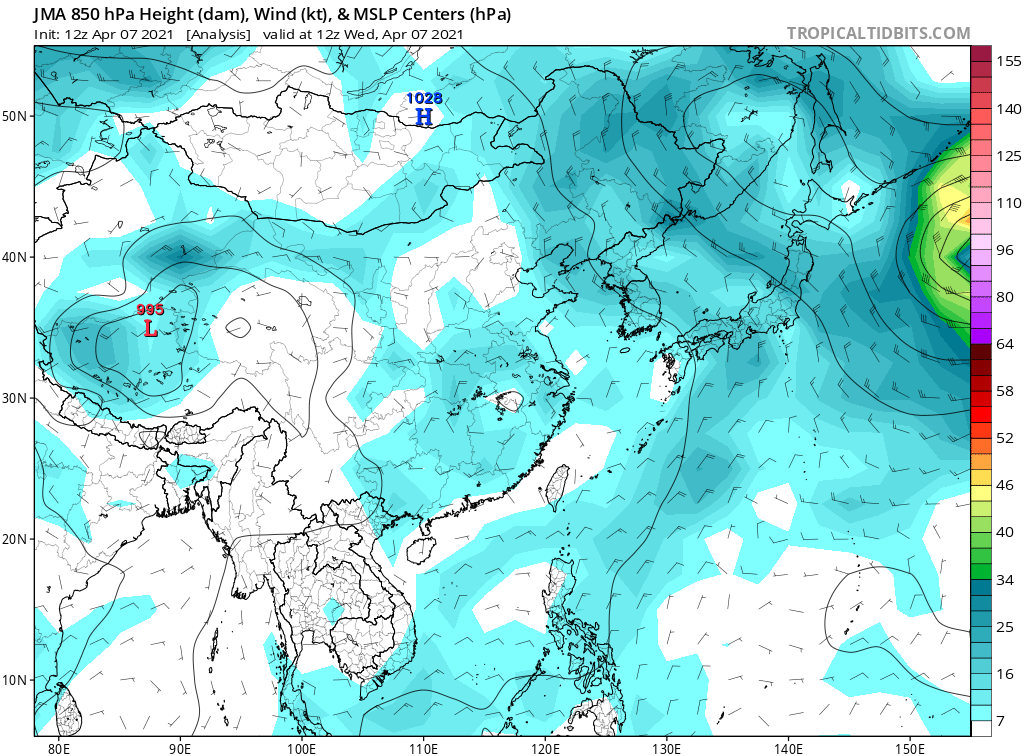 JMA 850 hPa Height (dam), Wind (kt), & MSLP Centers (hPa)
Init: 12z Apr 07 2021 [Analysis] valid at 12z Wed, Apr 07 2021
TROPICALTIDBITS.COM
1028
H
995
L
50N
40N
30N
20N
10N
80E
90E
100E
110E
120E
130E
140E
150E
155
140
125
110
96
80
64
58
52
46
40
34
25
16
7